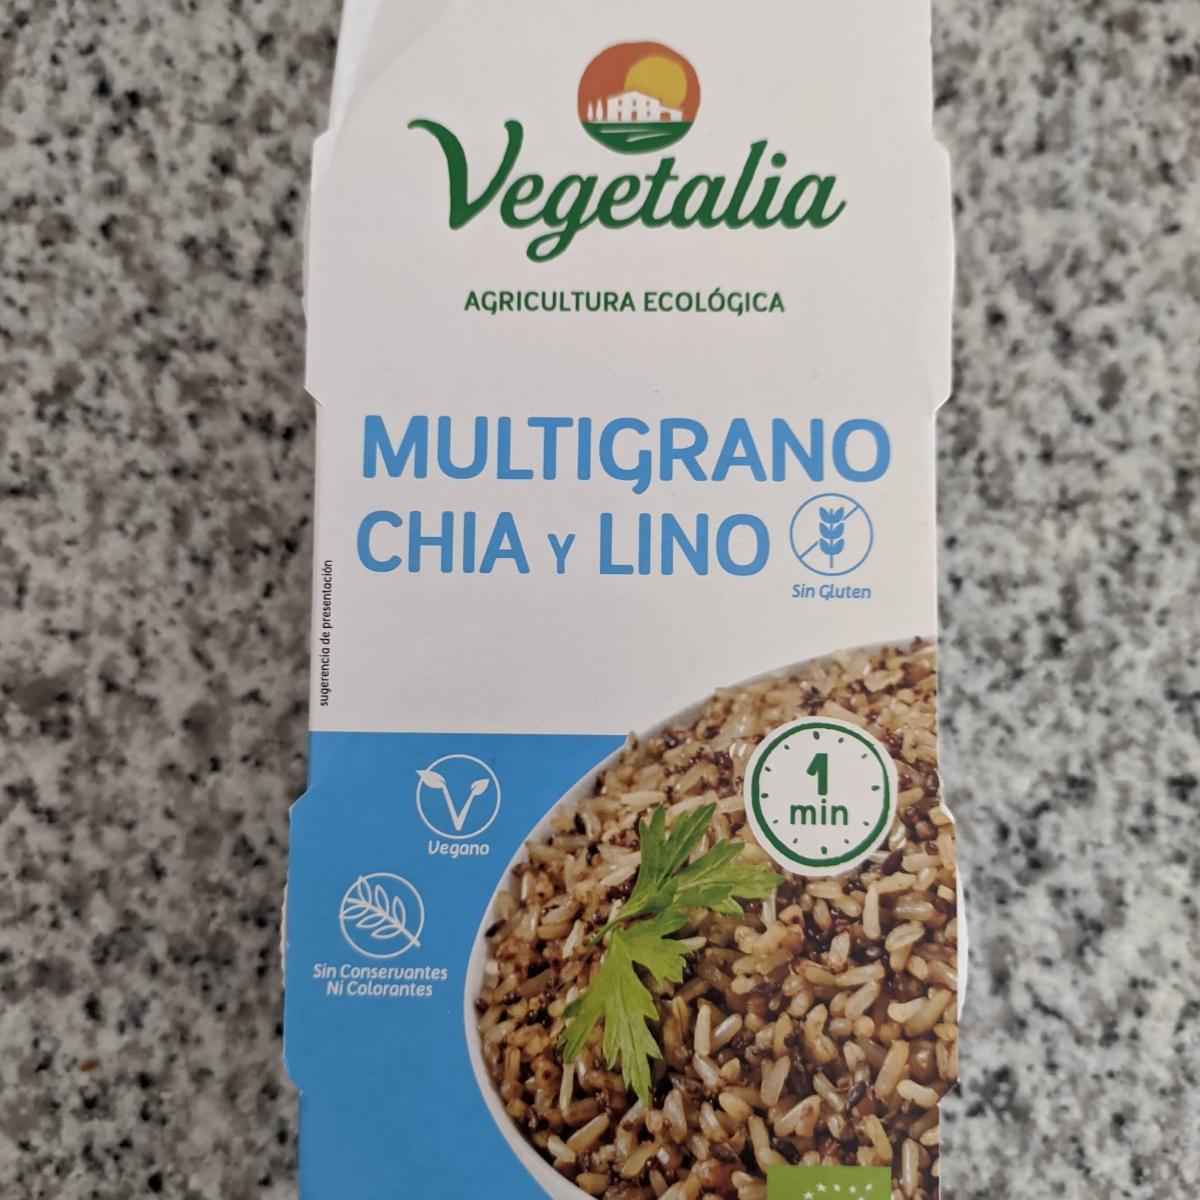 Vegetalia
AGRICULTURA ECOLÓGICA
MULTIGRANO
CHIA Y LINO
Sin Gluten
sugerencia de presentación
1
min
Vegano
Sin Conservantes
Ni Colorantes